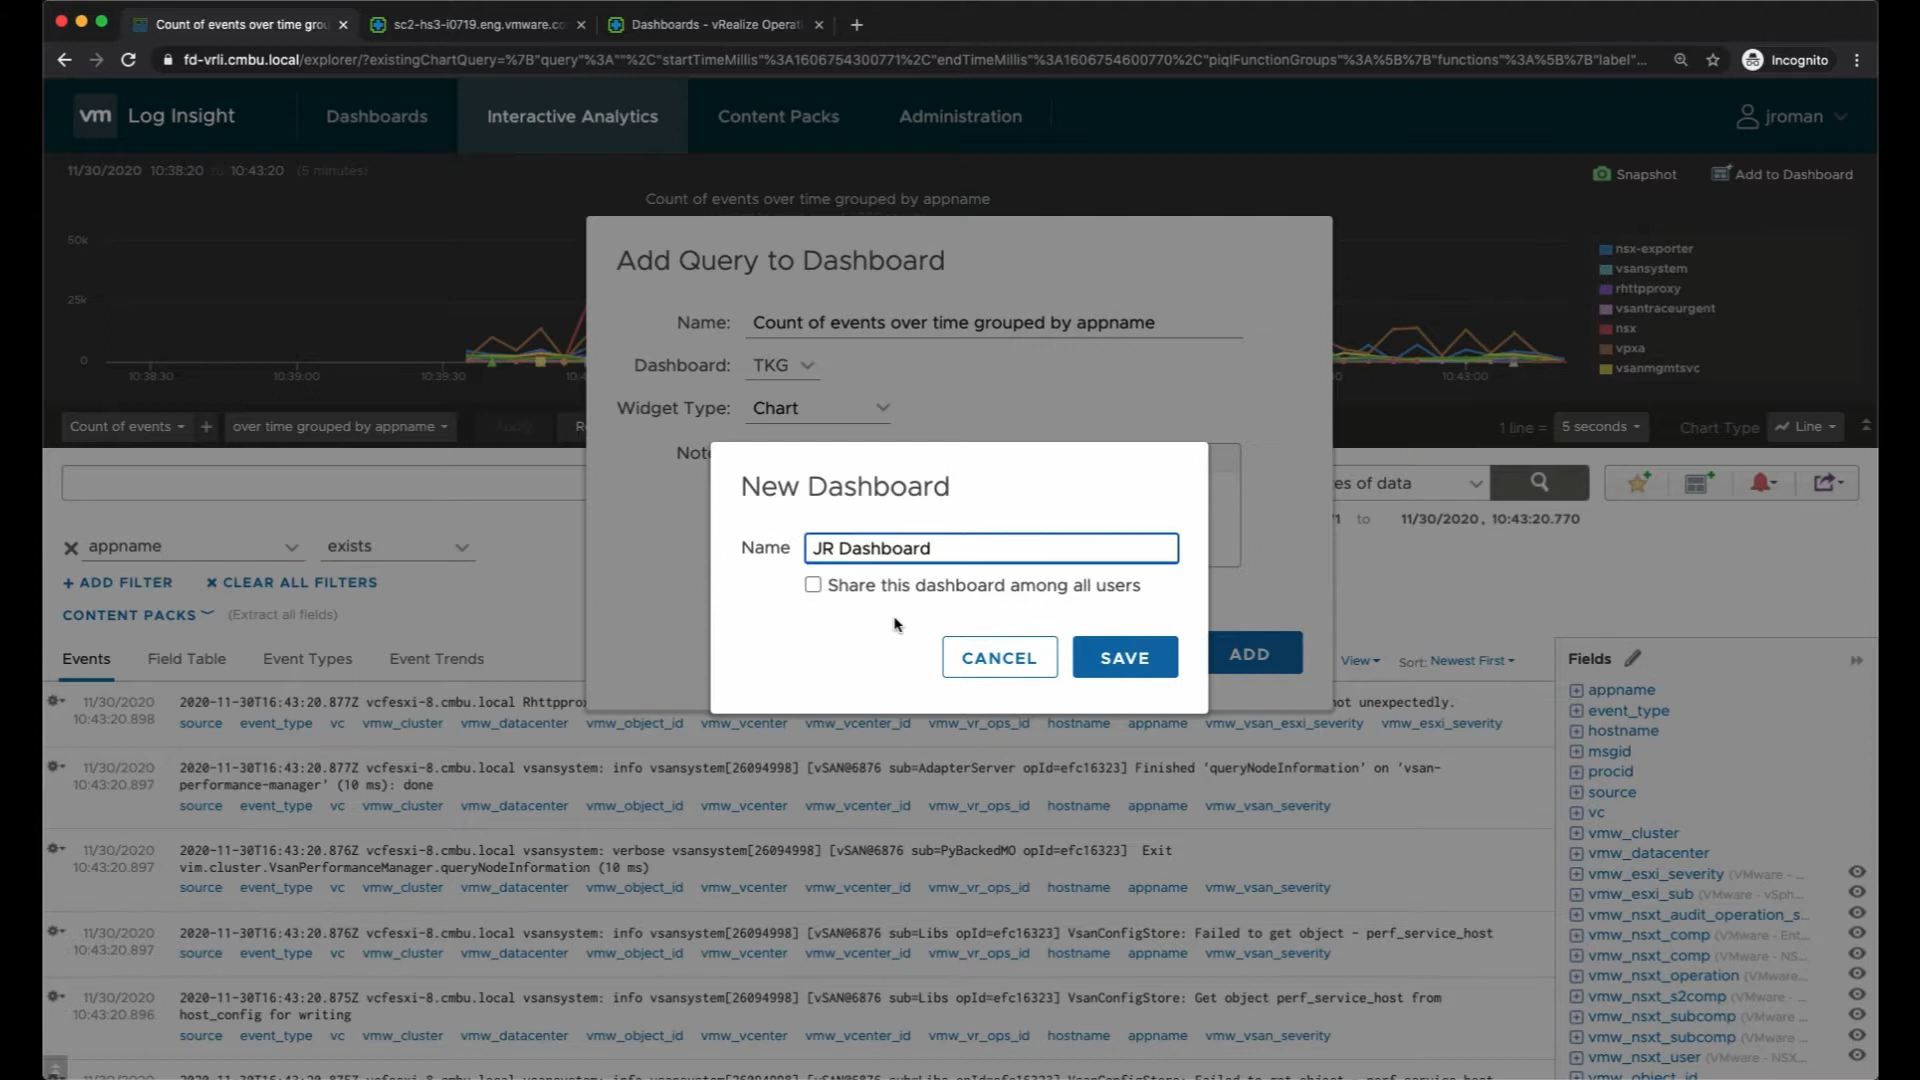 Count of events over time grou
sc2-hs3-i0719.eng.vmware.co
Dashboards - vRealize Operat
fd-vrli.cmbu.local/explorer/?existingChartQuery=%7B"query"%3A""%2C"startTimeMillis"%3A1606754300771%2C"endTimeMillis"%3A1606754600770%2C"piqlFunctionGroups"%3A%5B%7B"functions"%3A%5B%7B"label"...
Incognito
vm Log Insight
Dashboards
Interactive Analytics
Content Packs
Administration
jroman
11/30/2020 10:38:20 to 10:43:20 (5 minutes)
Snapshot
Add to Dashboard
Count of events over time grouped by appname
50k
25k
0
10:38:30
10:39:00
10:39:30
10:43:00
nsx-exporter
vsansystem
rhttpproxy
vsantraceurgent
nsx
vpxa
vsanmgmtsvc
Add Query to Dashboard
Name: Count of events over time grouped by appname
Dashboard: TKG
Widget Type: Chart
Note
Count of events
+
over time grouped by appname
Apply
1 line = 5 seconds
Chart Type Line
New Dashboard
Name JR Dashboard
Share this dashboard among all users
CANCEL
SAVE
ADD
es of data
to 11/30/2020, 10:43:20.770
appname
exists
+ ADD FILTER
× CLEAR ALL FILTERS
CONTENT PACKS (Extract all fields)
Events
Field Table
Event Types
Event Trends
View
Sort: Newest First
Fields
11/30/2020 10:43:20.898
2020-11-30T16:43:20.877Z vcfesxi-8.cmbu.local Rhttpprox
not unexpectedly.
source event_type vc vmw_cluster vmw_datacenter vmw_object_id vmw_vcenter vmw_vcenter_id vmw_vr_ops_id hostname appname vmw_vsan_esxi_severity vmw_esxi_severity
11/30/2020 10:43:20.897
2020-11-30T16:43:20.877Z vcfesxi-8.cmbu.local vsansystem: info vsansystem[26094998] [vSAN@6876 sub=AdapterServer opId=efc16323] Finished 'queryNodeInformation' on 'vsan-
performance-manager' (10 ms): done
source event_type vc vmw_cluster vmw_datacenter vmw_object_id vmw_vcenter vmw_vcenter_id vmw_vr_ops_id hostname appname vmw_vsan_severity
11/30/2020 10:43:20.897
2020-11-30T16:43:20.876Z vcfesxi-8.cmbu.local vsansystem: verbose vsansystem[26094998] [vSAN@6876 sub=PyBackedMO opId=efc16323] Exit
vim.cluster.VsanPerformanceManager.queryNodeInformation (10 ms)
source event_type vc vmw_cluster vmw_datacenter vmw_object_id vmw_vcenter vmw_vcenter_id vmw_vr_ops_id hostname appname vmw_vsan_severity
11/30/2020 10:43:20.897
2020-11-30T16:43:20.876Z vcfesxi-8.cmbu.local vsansystem: info vsansystem[26094998] [vSAN@6876 sub=Libs opId=efc16323] VsanConfigStore: Failed to get object - perf_service_host
source event_type vc vmw_cluster vmw_datacenter vmw_object_id vmw_vcenter vmw_vcenter_id vmw_vr_ops_id hostname appname vmw_vsan_severity
11/30/2020 10:43:20.896
2020-11-30T16:43:20.875Z vcfesxi-8.cmbu.local vsansystem: info vsansystem[26094998] [vSAN@6876 sub=Libs opId=efc16323] VsanConfigStore: Get object perf_service_host from
host_config for writing
source event_type vc vmw_cluster vmw_datacenter vmw_object_id vmw_vcenter vmw_vcenter_id vmw_vr_ops_id hostname appname vmw_vsan_severity
appname
event_type
hostname
msgid
procid
source
vc
vmw_cluster
vmw_datacenter
vmw_esxi_severity (VMware - ...
vmw_esxi_sub (VMware - vSph...
vmw_nsxt_audit_operation_s...
vmw_nsxt_comp (VMware - Ent...
vmw_nsxt_comp (VMware - NS...
vmw_nsxt_operation (VMware...
vmw_nsxt_s2comp (VMware - ...
vmw_nsxt_subcomp (VMware ...
vmw_nsxt_subcomp (VMware - ...
vmw_nsxt_user (VMware - NSX...
vmw_object_id